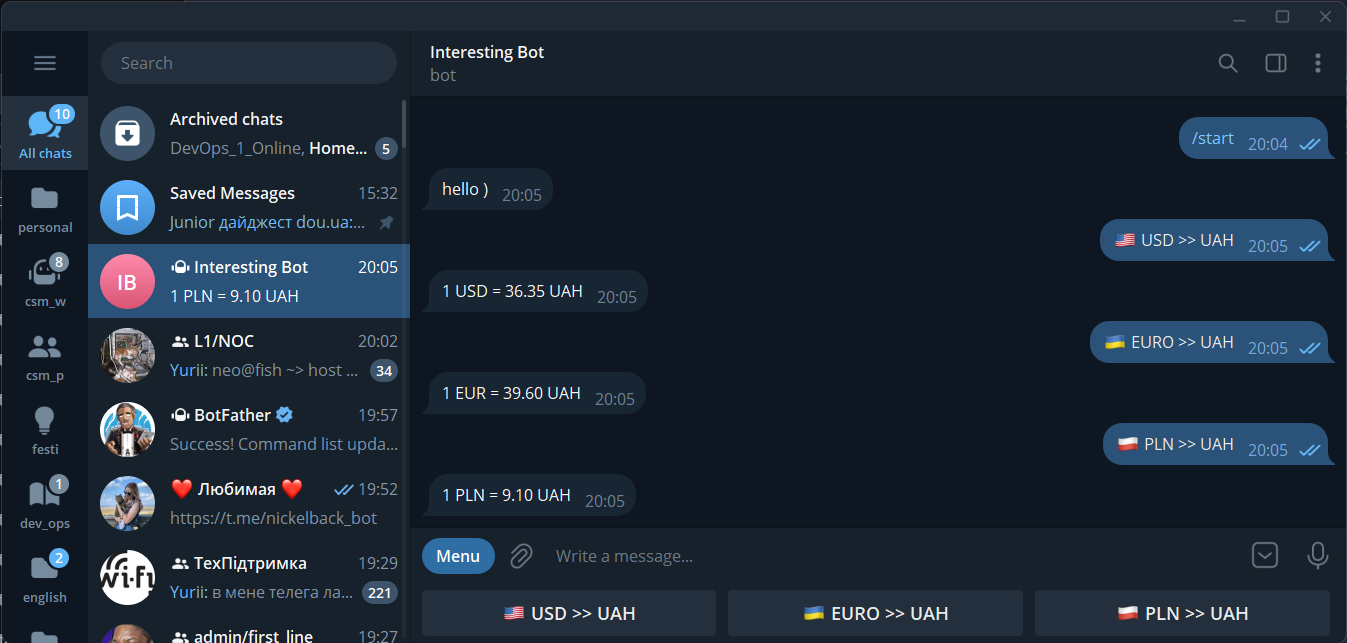 Search
10
All chats
personal
8
csm_w
csm_p
festi
1
dev_ops
2
english
Archived chats
DevOps_1_Online, Home... 5
Saved Messages 15:32
Junior дайджест dou.ua:...
IB
Interesting Bot 20:05
1 PLN = 9.10 UAH
L1/NOC 20:02
Yurii: neo@fish ~> host ... 34
BotFather 19:57
Success! Command list upda...
❤️ Любимая ❤️ 19:52
https://t.me/nickelback_bot
Wi-Fi
ТехПідтримка 19:29
Yurii: в мене телега ла... 221
admin/first_line 19:27
Interesting Bot
bot
/start 20:04
hello ) 20:05
🇺🇸 USD >> UAH 20:05
1 USD = 36.35 UAH 20:05
🇺🇦 EURO >> UAH 20:05
1 EUR = 39.60 UAH 20:05
🇵🇱 PLN >> UAH 20:05
1 PLN = 9.10 UAH 20:05
Menu
Write a message...
🇺🇸 USD >> UAH
🇺🇦 EURO >> UAH
🇵🇱 PLN >> UAH